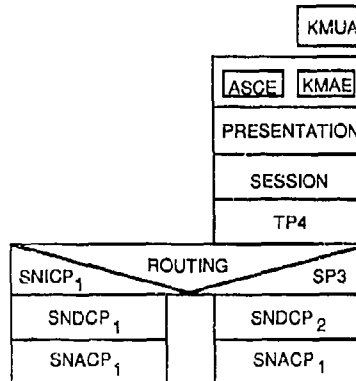 KMUA
ASCE KMAE
PRESENTATION
SESSION
TP4
ROUTING
SNICP1 SP3
SNDCP1 SNDCP2
SNACP1 SNACP1